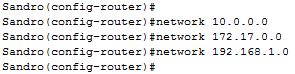 Sandro(config-router)#
Sandro(config-router)#network 10.0.0.0
Sandro(config-router)#network 172.17.0.0
Sandro(config-router)#network 192.168.1.0
Sandro(config-router)#